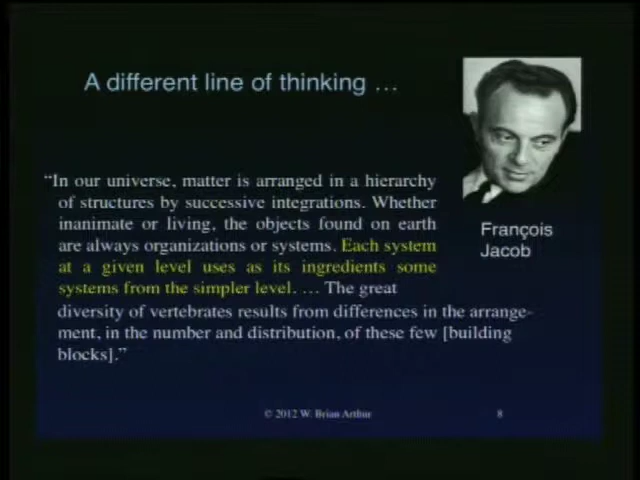 A different line of thinking …
“In our universe, matter is arranged in a hierarchy
of structures by successive integrations. Whether
inanimate or living, the objects found on earth
are always organizations or systems. Each system
at a given level uses as its ingredients some
systems from the simpler level. … The great
diversity of vertebrates results from differences in the arrange-
ment, in the number and distribution, of these few [building
blocks].”
François
Jacob
© 2012 W. Brian Arthur
8